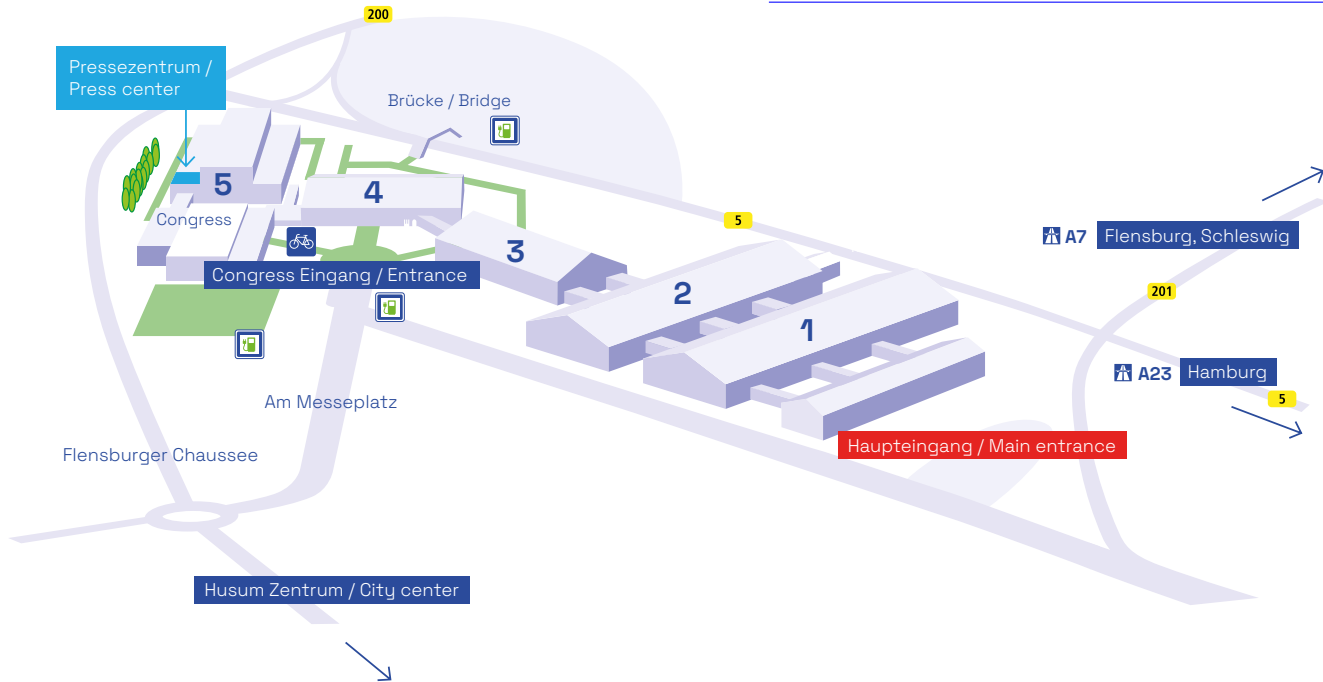 200
Pressezentrum /
Press center
Brücke / Bridge
5
4
Congress
5
3
A7 Flensburg, Schleswig
Congress Eingang / Entrance
2
201
1
A23 Hamburg
5
Am Messeplatz
Haupteingang / Main entrance
Flensburger Chaussee
Husum Zentrum / City center